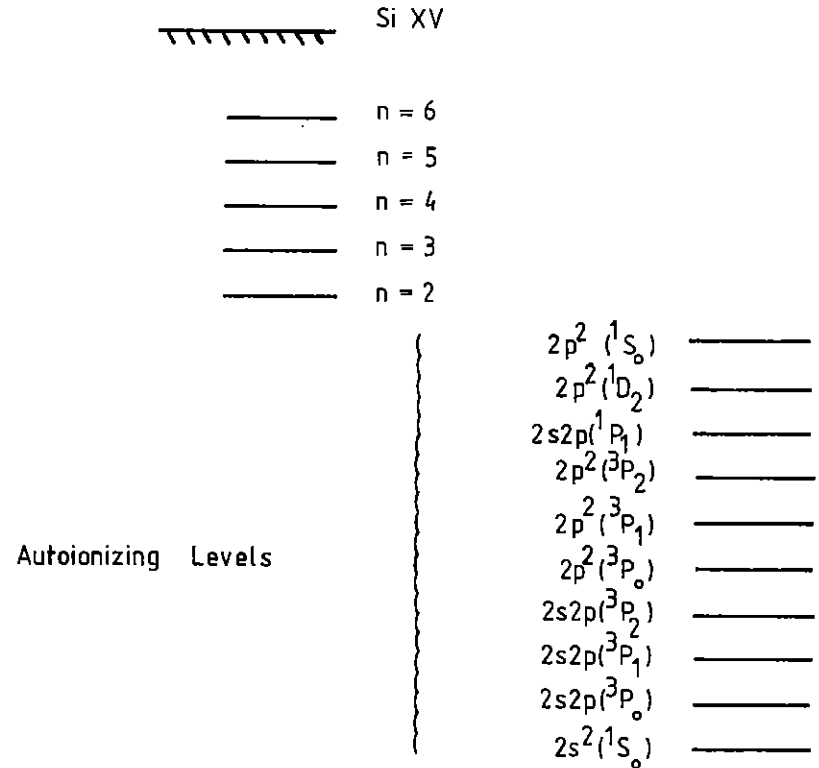 Si XV
n = 6
n = 5
n = 4
n = 3
n = 2
2p² (¹S₀)
2p²(¹D₂)
2s2p(¹P₁)
2p²(³P₂)
2p²(³P₁)
Autoionizing Levels
2p²(³P₀)
2s2p(³P₂)
2s2p(³P₁)
2s2p(³P₀)
2s²(¹S₀)